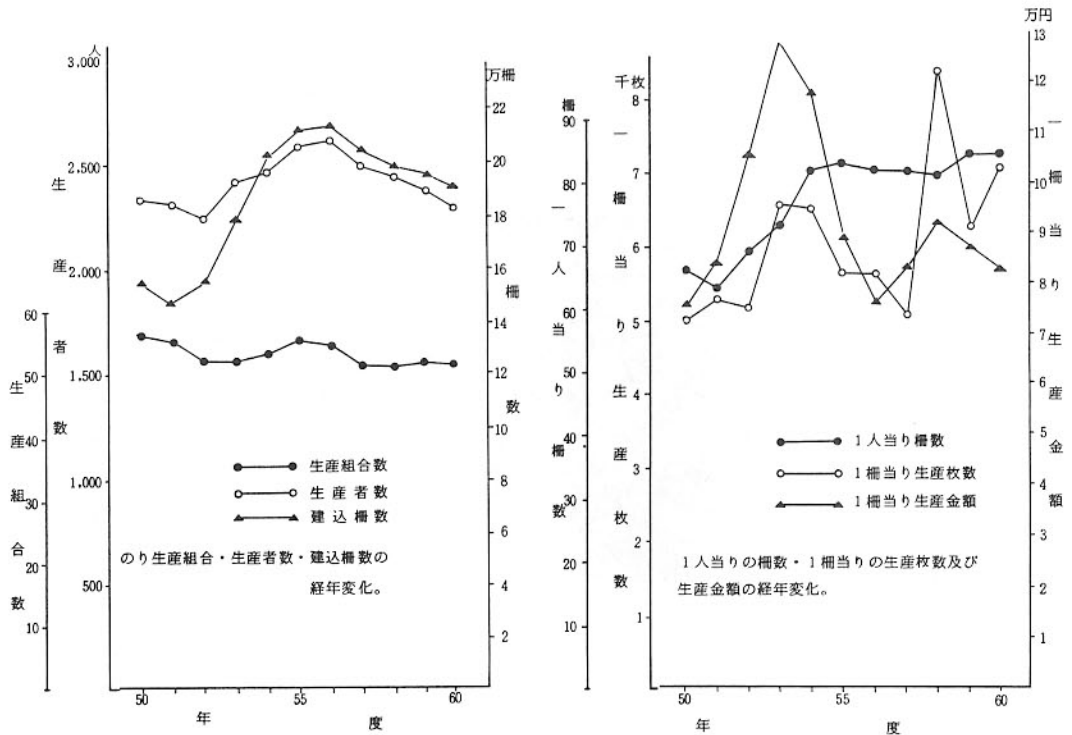 人
3.000
2.500
2.000
1.500
1.000
500
生産者数
60
50
40
30
20
10
生産組合数
万柵
22
20
18
16
14
12
10
8
6
4
2
柵数
生産組合数
生産者数
建込柵数
のり生産組合・生産者数・建込柵数の
経年変化。
50
55
60
年度
柵
90
80
70
60
50
40
30
20
10
一人当り柵数
千枚
8
7
6
5
4
3
2
1
一柵当り生産枚数
万円
13
12
11
10
9
8
7
6
5
4
3
2
1
一柵当り生産金額
1人当り柵数
1柵当り生産枚数
1柵当り生産金額
1人当りの柵数・1柵当りの生産枚数及び
生産金額の経年変化。
50
55
60
年度